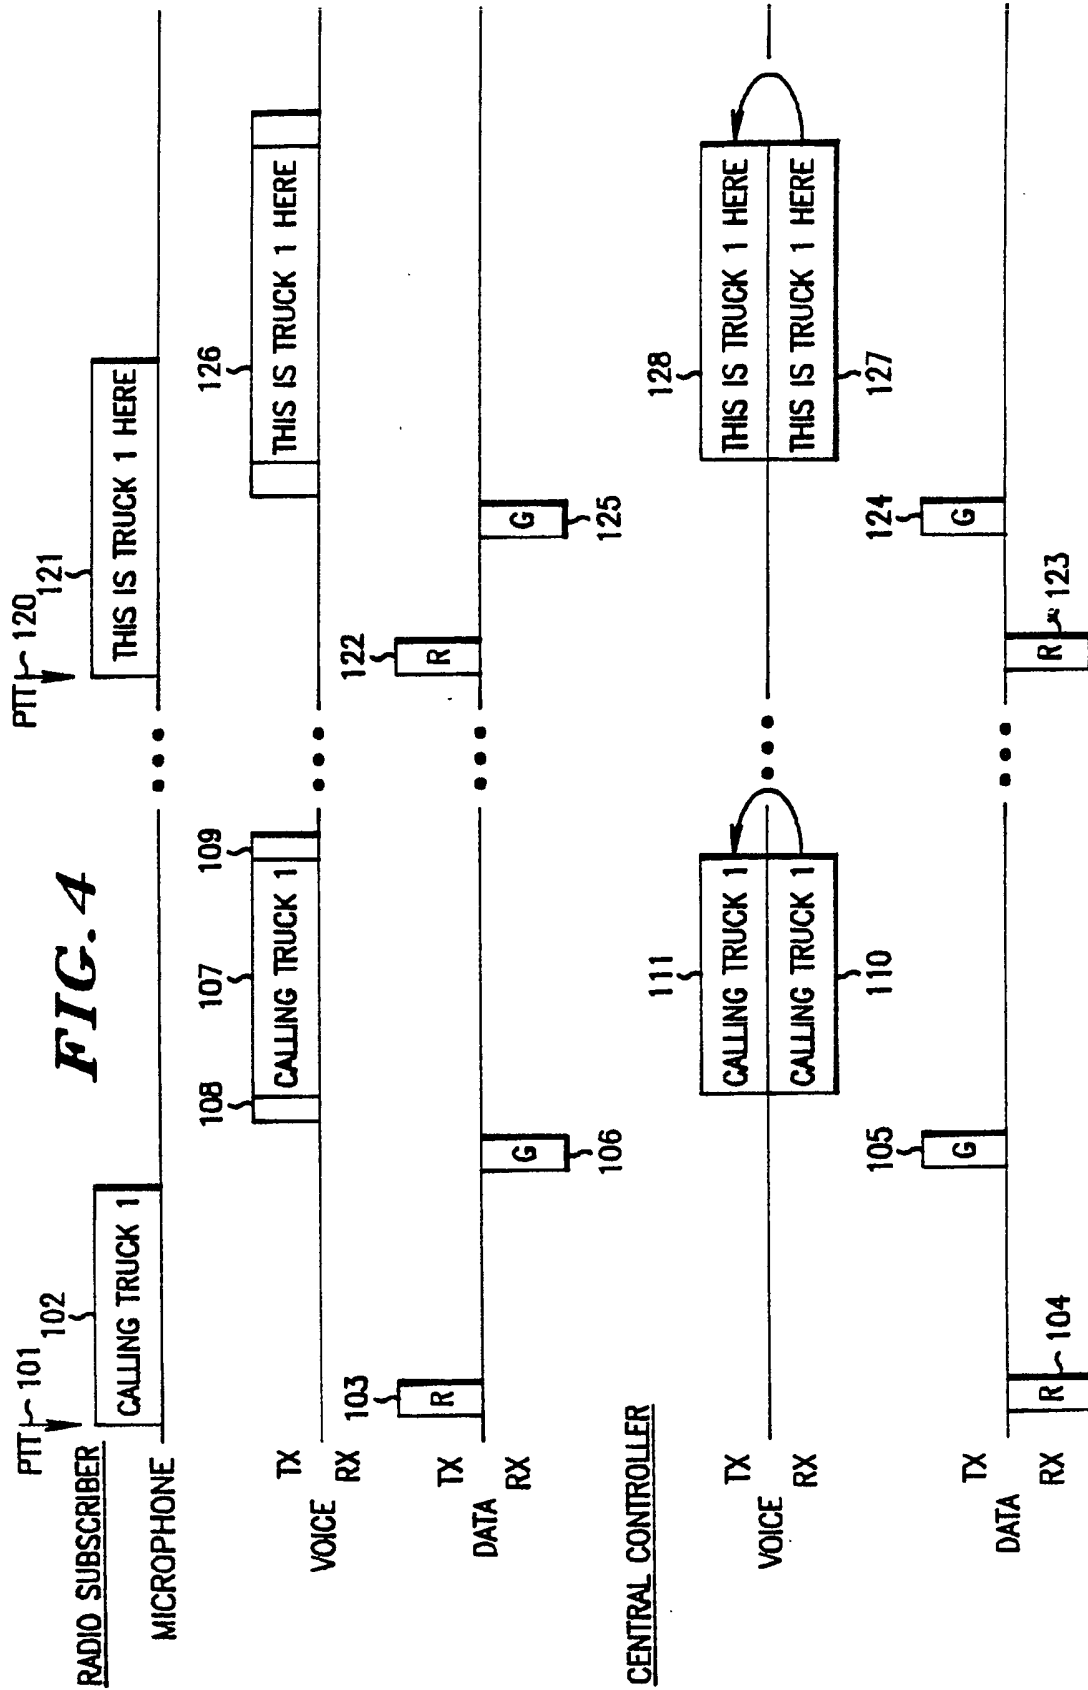 FIG. 4
RADIO SUBSCRIBER
PTT 101
102
PTT 120
121
MICROPHONE
CALLING TRUCK 1
THIS IS TRUCK 1 HERE
108
107
109
126
VOICE
TX
RX
CALLING TRUCK 1
THIS IS TRUCK 1 HERE
103
122
DATA
TX
RX
R
G
R
G
106
125
CENTRAL CONTROLLER
111
128
VOICE
TX
RX
CALLING TRUCK 1
THIS IS TRUCK 1 HERE
CALLING TRUCK 1
THIS IS TRUCK 1 HERE
110
127
105
124
DATA
TX
RX
G
G
R
104
R
123